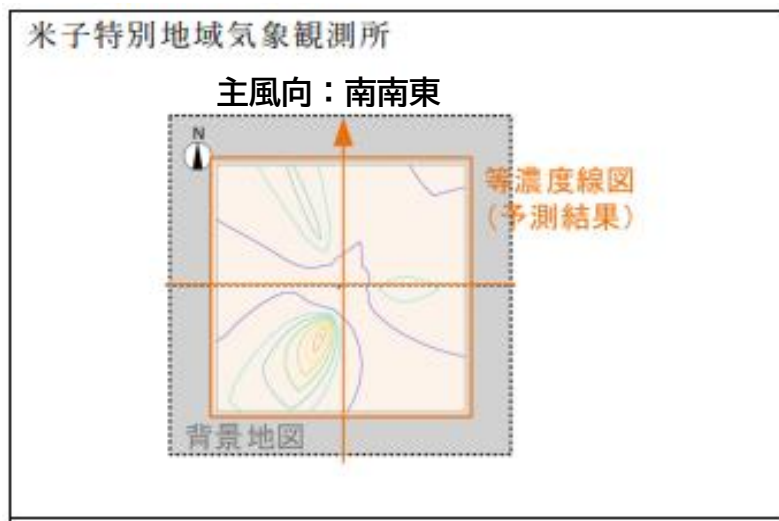 米子特別地域気象観測所
主風向：南南東
N
等濃度線図
(予測結果)
背景地図